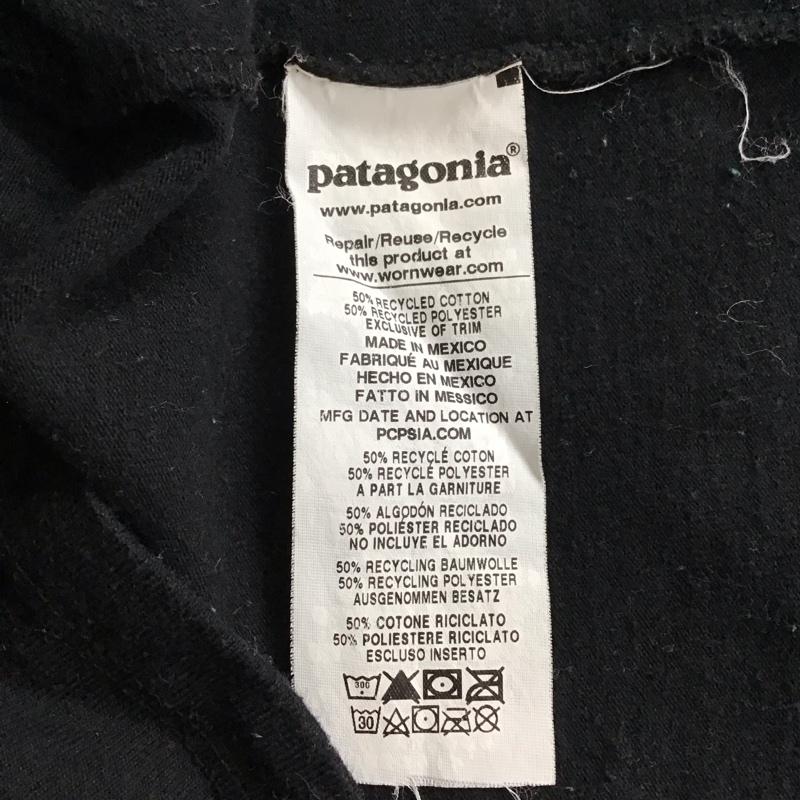 patagonia®
www.patagonia.com
Repair/Reuse/Recycle
this product at
www.wornwear.com
50% RECYCLED COTTON
50% RECYCLED POLYESTER
EXCLUSIVE OF TRIM
MADE IN MEXICO
FABRIQUÉ AU MEXIQUE
HECHO EN MEXICO
FATTO IN MESSICO
MFG DATE AND LOCATION AT
PCPSIA.COM
50% RECYCLÉ COTON
50% RECYCLÉ POLYESTER
A PART LA GARNITURE
50% ALGODÓN RECICLADO
50% POLIÉSTER RECICLADO
NO INCLUYE EL ADORNO
50% RECYCLING BAUMWOLLE
50% RECYCLING POLYESTER
AUSGENOMMEN BESATZ
50% COTONE RICICLATO
50% POLIESTERE RICICLATO
ESCLUSO INSERTO
300
30